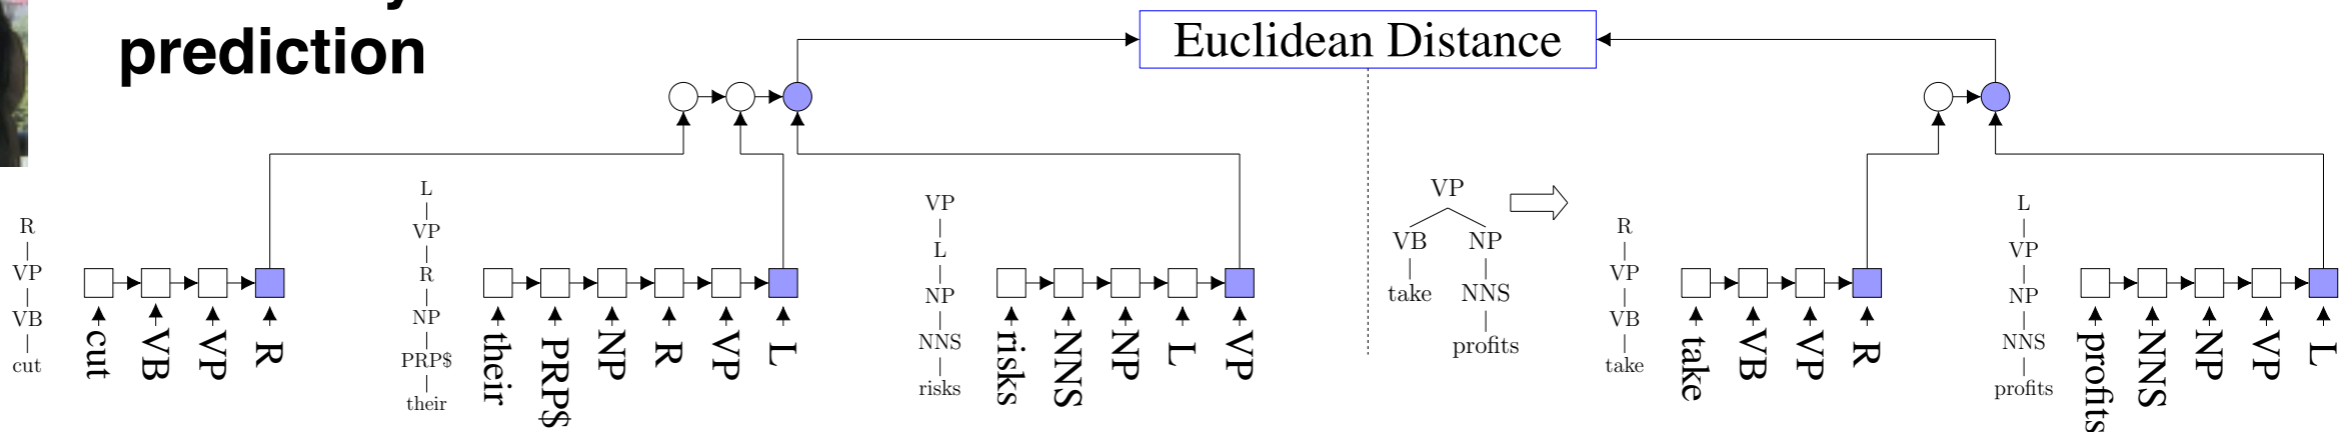 prediction
Euclidean Distance
R
VP
VB
cut
cut
VB
VP
R
L
VP
R
NP
PRP$
their
their
PRP$
NP
R
VP
L
VP
L
NP
NNS
risks
risks
NNS
NP
L
VP
VP
VB NP
take NNS
profits
R
VP
VB
take
take
VB
VP
R
L
VP
NP
NNS
profits
profits
NNS
NP
VP
L